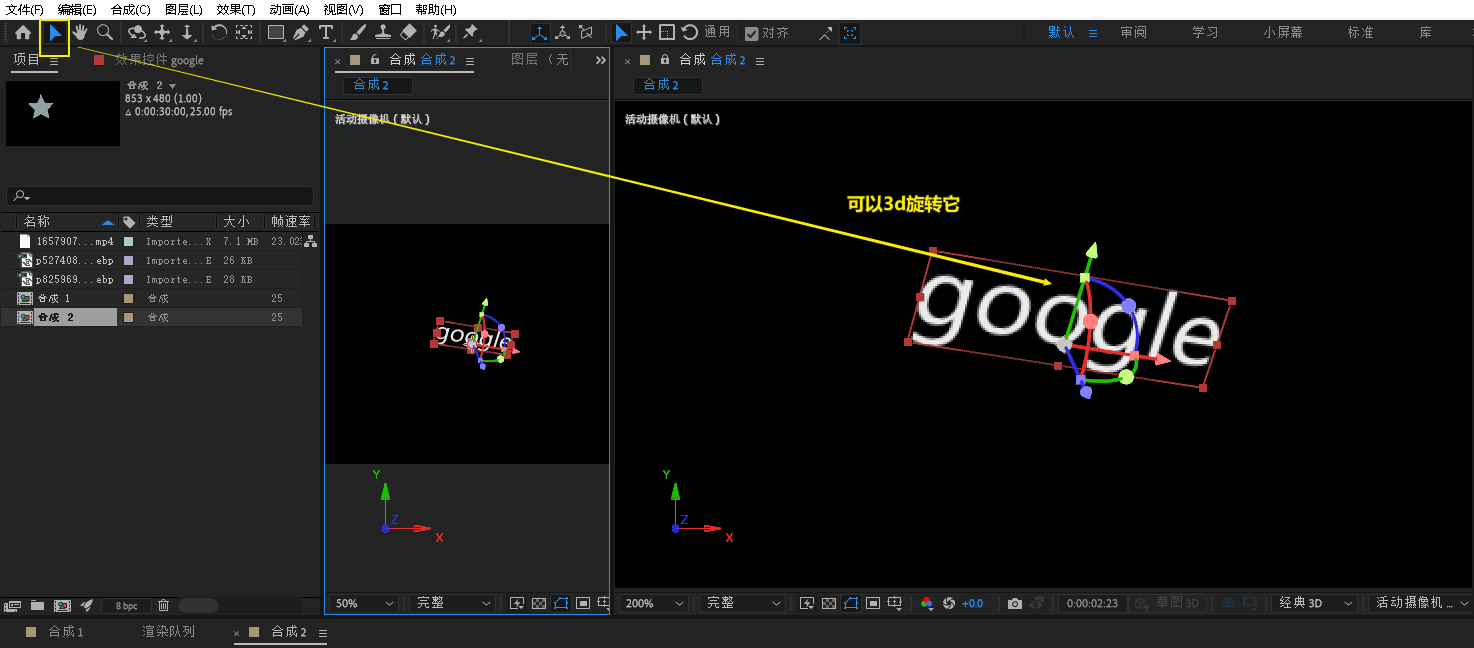 文件(F) 编辑(E) 合成(C) 图层(L) 效果(T) 动画(A) 视图(V) 窗口 帮助(H)
通用 对齐 默认 审阅 学习 小屏幕 标准 库
项目 效果控件 google
合成 2
853 x 480 (1.00)
Δ 0:00:30:00, 25.00 fps
名称 类型 大小 帧速率
1657907...mp4 Importe...X 7.1 MB 23.02
p527408...ebp Importe...E 26 KB
p825969...ebp Importe...E 28 KB
合成 1 合成 25
合成 2 合成 25
8 bpc
合成 合成 2 图层 （无
合成 2
活动摄像机 ( 默认 )
google
Y
Z
X
50% 完整
合成 合成 2
合成 2
活动摄像机 ( 默认 )
可以3d旋转它
google
Y
Z
X
200% 完整 +0.0 0:00:02:23 草图 3D 经典 3D 活动摄像机 ...
合成 1 渲染队列 合成 2